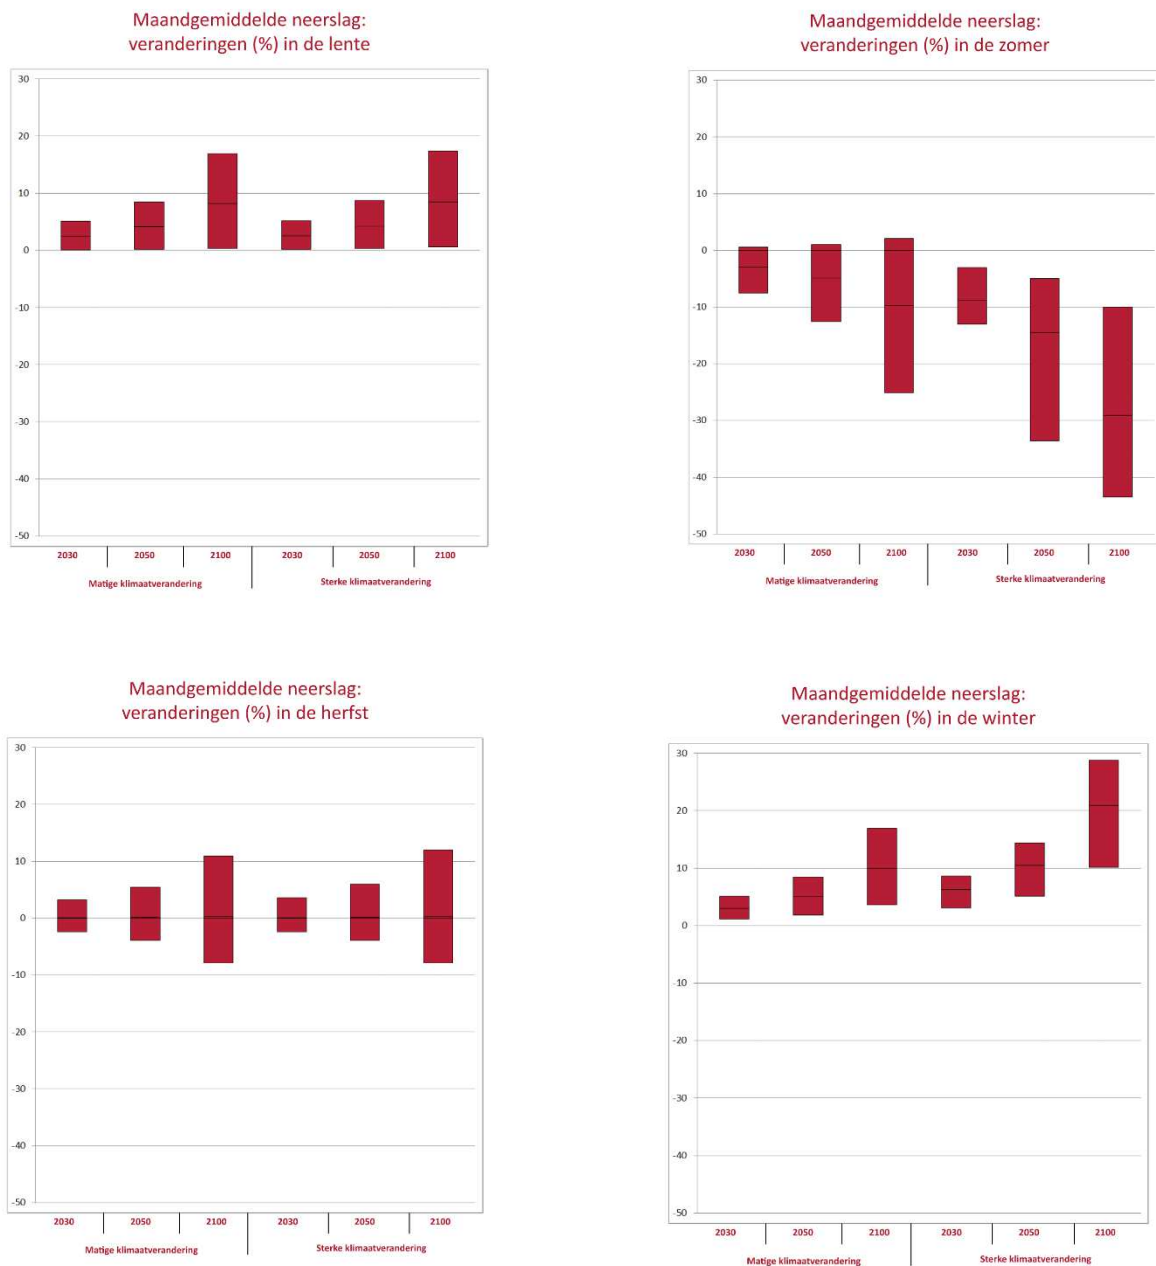 Maandgemiddelde neerslag:
veranderingen (%) in de lente
30
20
10
0
-10
-20
-30
-40
-50
2030 2050 2100 2030 2050 2100
Matige klimaatverandering Sterke klimaatverandering
Maandgemiddelde neerslag:
veranderingen (%) in de zomer
30
20
10
0
-10
-20
-30
-40
-50
2030 2050 2100 2030 2050 2100
Matige klimaatverandering Sterke klimaatverandering
Maandgemiddelde neerslag:
veranderingen (%) in de herfst
30
20
10
0
-10
-20
-30
-40
-50
2030 2050 2100 2030 2050 2100
Matige klimaatverandering Sterke klimaatverandering
Maandgemiddelde neerslag:
veranderingen (%) in de winter
30
20
10
0
-10
-20
-30
-40
-50
2030 2050 2100 2030 2050 2100
Matige klimaatverandering Sterke klimaatverandering